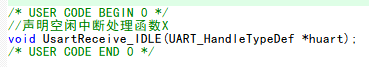 /* USER CODE BEGIN 0 */
//声明空闲中断处理函数X
void UsartReceive_IDLE(UART_HandleTypeDef *huart);
/* USER CODE END 0 */